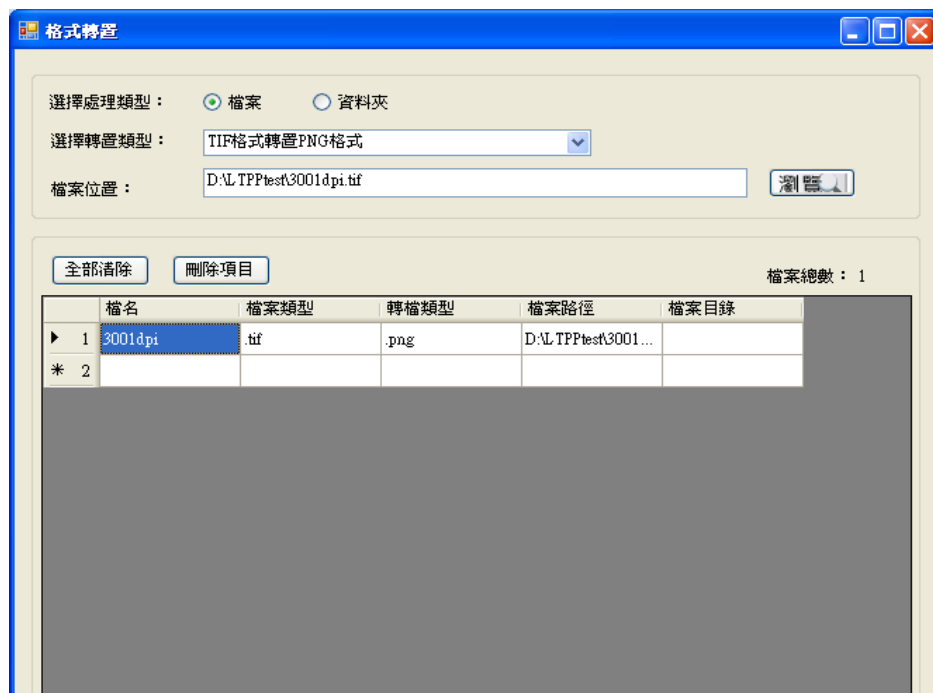 格式轉置
選擇處理類型： 檔案 資料夾
選擇轉置類型： TIF格式轉置PNG格式
檔案位置： D:\LTPPtest\3001dpi.tif 瀏覽
全部清除 刪除項目 檔案總數： 1
檔名 檔案類型 轉檔類型 檔案路徑 檔案目錄
1 3001dpi .tif .png D:\LTPPtest\3001...
2